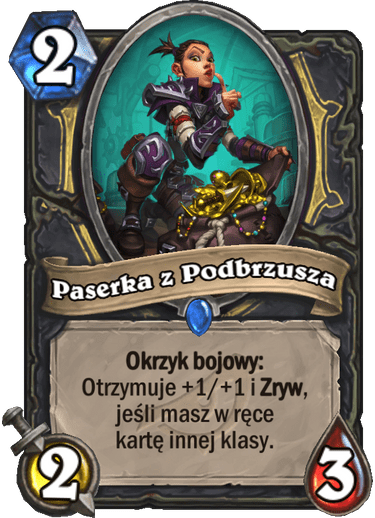 2
Paserka z Podbrzusza
Okrzyk bojowy:
Otrzymuje +1/+1 i Zryw,
jeśli masz w ręce
kartę innej klasy.
2
3